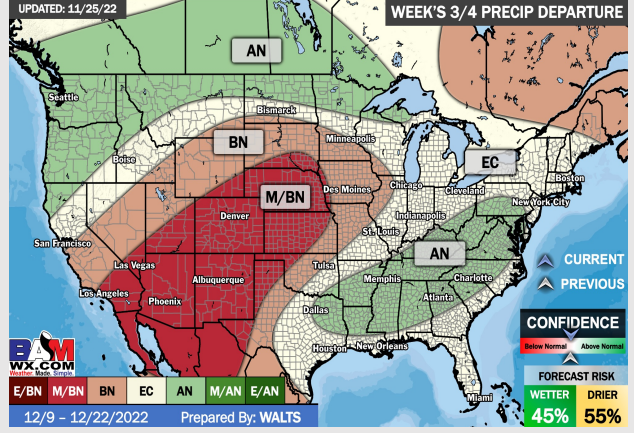 UPDATED: 11/25/22
WEEK'S 3/4 PRECIP DEPARTURE
AN
Seattle
Bismarck
BN
Minneapolis
Boise
EC
Boston
M/BN
Des Moines
Chicago
Cleveland
New York City
Denver
Indianapolis
San Francisco
St. Louis
AN
Las Vegas
Tulsa
CURRENT
Albuquerque
Memphis
Charlotte
PREVIOUS
Los Angeles
Phoenix
Atlanta
Dallas
CONFIDENCE
Below Normal
Above Normal
Houston
New Orleans
BAM
WX.COM
Weather. Made. Simple.
FORECAST RISK
E/BN M/BN BN EC AN M/AN E/AN
Miami
WETTER DRIER
45% 55%
12/9 – 12/22/2022 Prepared By: WALTS